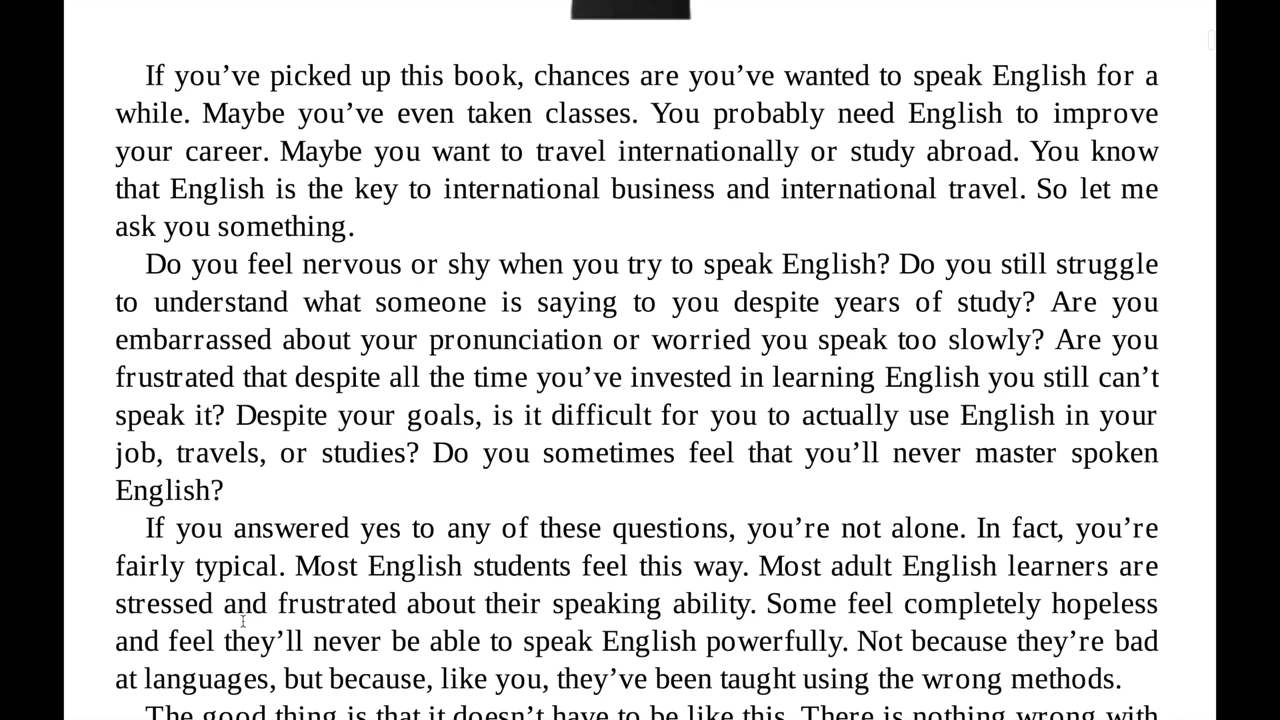 If you’ve picked up this book, chances are you’ve wanted to speak English for a
while. Maybe you’ve even taken classes. You probably need English to improve
your career. Maybe you want to travel internationally or study abroad. You know
that English is the key to international business and international travel. So let me
ask you something.
Do you feel nervous or shy when you try to speak English? Do you still struggle
to understand what someone is saying to you despite years of study? Are you
embarrassed about your pronunciation or worried you speak too slowly? Are you
frustrated that despite all the time you’ve invested in learning English you still can’t
speak it? Despite your goals, is it difficult for you to actually use English in your
job, travels, or studies? Do you sometimes feel that you’ll never master spoken
English?
If you answered yes to any of these questions, you’re not alone. In fact, you’re
fairly typical. Most English students feel this way. Most adult English learners are
stressed and frustrated about their speaking ability. Some feel completely hopeless
and feel they’ll never be able to speak English powerfully. Not because they’re bad
at languages, but because, like you, they’ve been taught using the wrong methods.
The good thing is that it doesn’t have to be like this. There is nothing wrong with